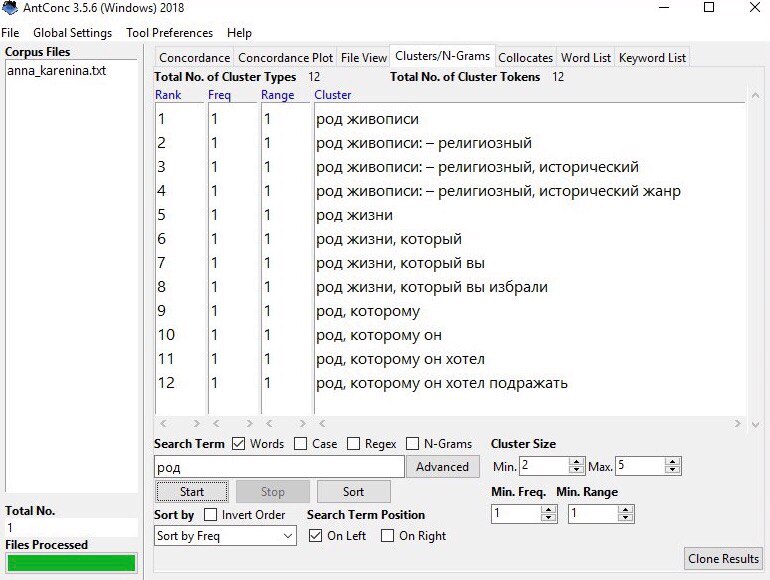 AntConc 3.5.6 (Windows) 2018
File Global Settings Tool Preferences Help
Corpus Files
anna_karenina.txt
Concordance Concordance Plot File View Clusters/N-Grams Collocates Word List Keyword List
Total No. of Cluster Types 12 Total No. of Cluster Tokens 12
Rank Freq Range Cluster
1 1 1 род живописи
2 1 1 род живописи: – религиозный
3 1 1 род живописи: – религиозный, исторический
4 1 1 род живописи: – религиозный, исторический жанр
5 1 1 род жизни
6 1 1 род жизни, который
7 1 1 род жизни, который вы
8 1 1 род жизни, который вы избрали
9 1 1 род, которому
10 1 1 род, которому он
11 1 1 род, которому он хотел
12 1 1 род, которому он хотел подражать
Search Term Words Case Regex N-Grams Cluster Size
род Advanced Min. 2 Max. 5
Start Stop Sort Min. Freq. Min. Range
Total No.
1
Sort by Invert Order Search Term Position 1 1
Files Processed
Sort by Freq On Left On Right
Clone Results